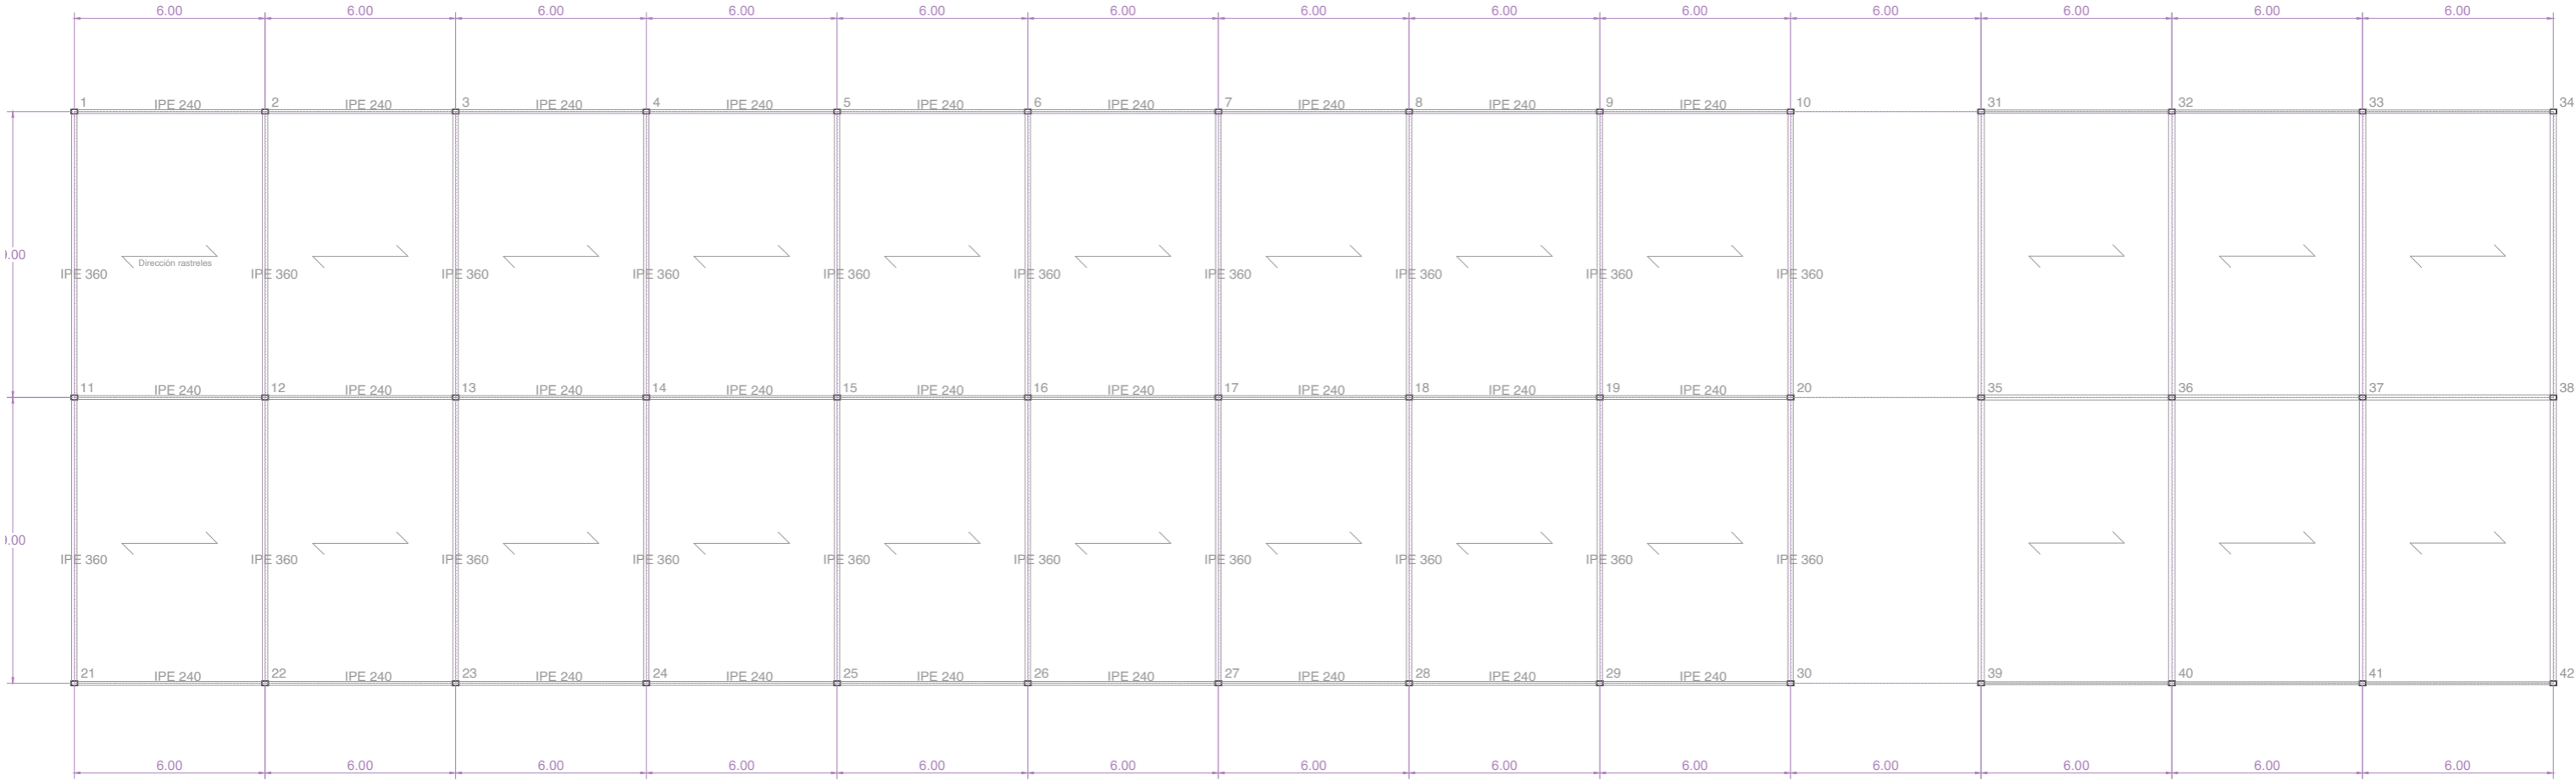 6.00 6.00 6.00 6.00 6.00 6.00 6.00 6.00 6.00 6.00 6.00 6.00 6.00
1 IPE 240 2 IPE 240 3 IPE 240 4 IPE 240 5 IPE 240 6 IPE 240 7 IPE 240 8 IPE 240 9 IPE 240 10 31 32 33 34
.00 Dirección rastreles
IPE 360 IPE 360 IPE 360 IPE 360 IPE 360 IPE 360 IPE 360 IPE 360 IPE 360 IPE 360
11 IPE 240 12 IPE 240 13 IPE 240 14 IPE 240 15 IPE 240 16 IPE 240 17 IPE 240 18 IPE 240 19 IPE 240 20 35 36 37 38
.00
IPE 360 IPE 360 IPE 360 IPE 360 IPE 360 IPE 360 IPE 360 IPE 360 IPE 360 IPE 360
21 IPE 240 22 IPE 240 23 IPE 240 24 IPE 240 25 IPE 240 26 IPE 240 27 IPE 240 28 IPE 240 29 IPE 240 30 39 40 41 42
6.00 6.00 6.00 6.00 6.00 6.00 6.00 6.00 6.00 6.00 6.00 6.00 6.00